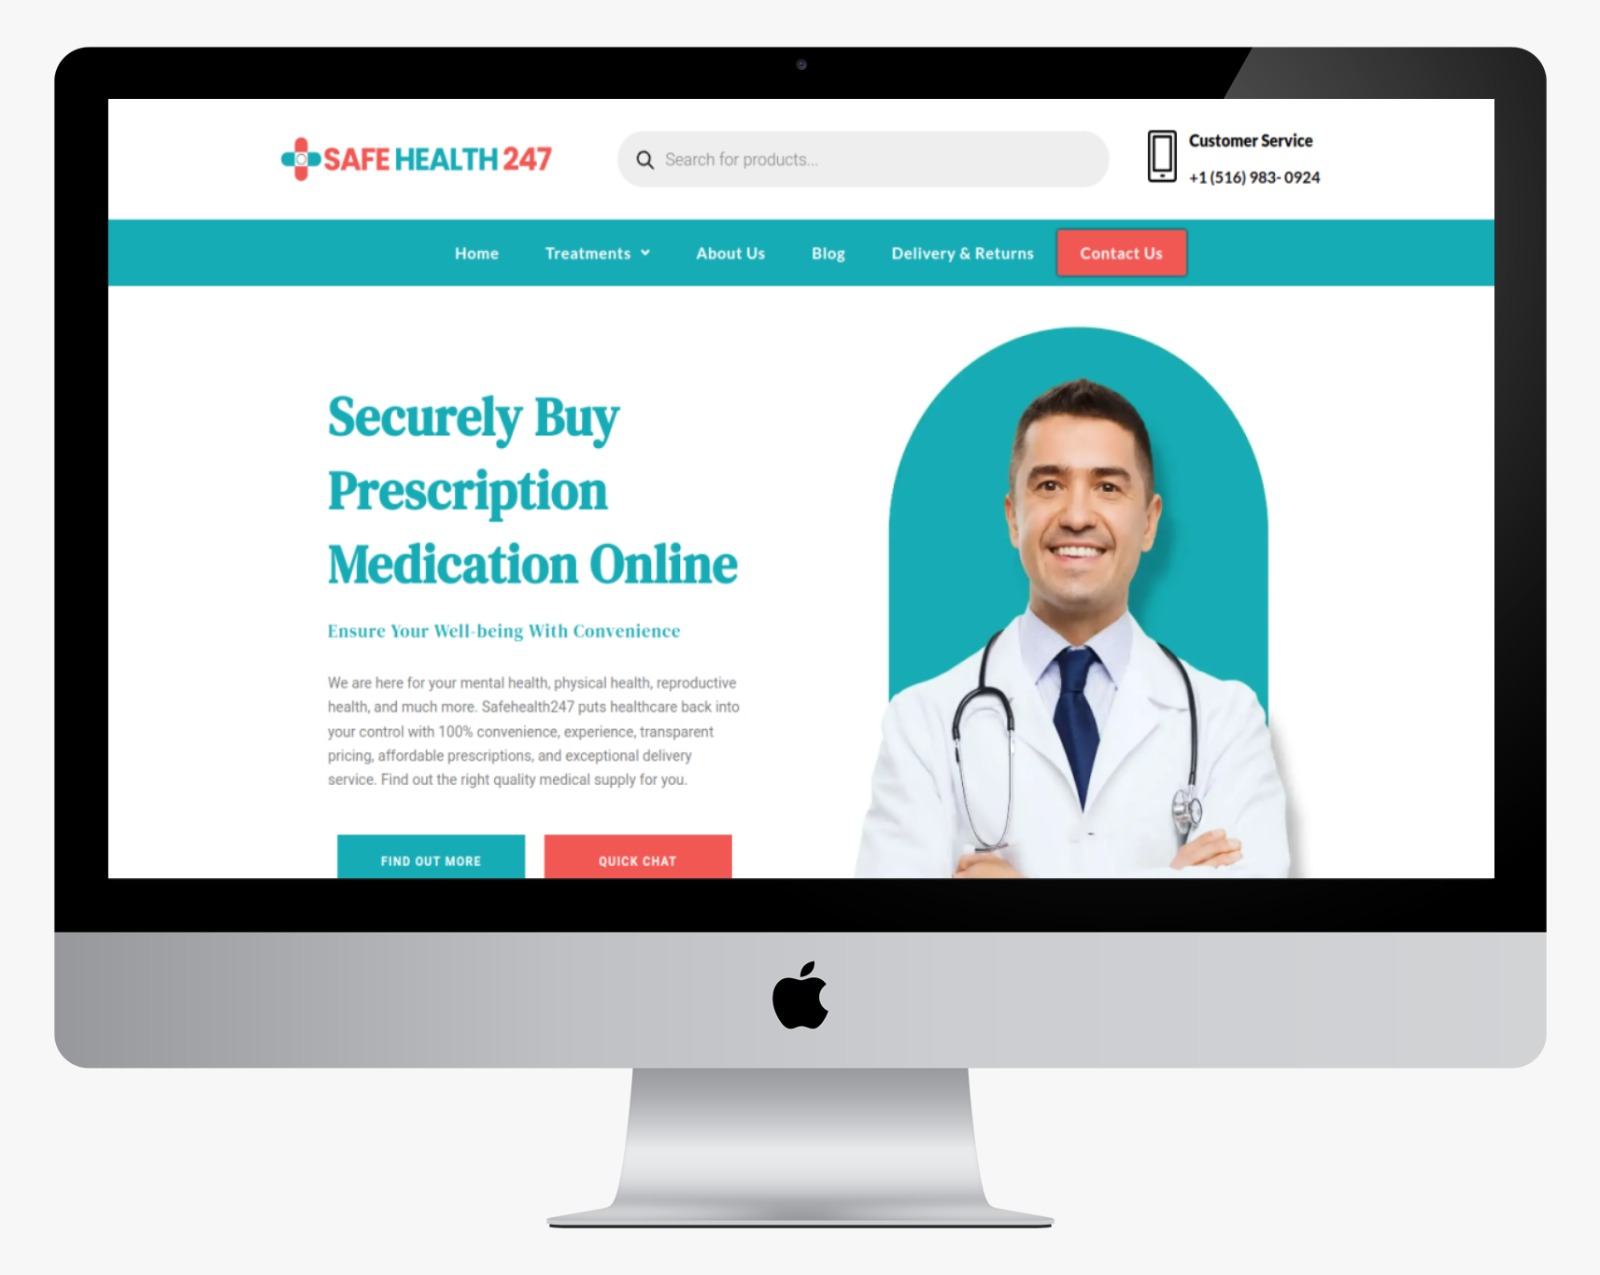 SAFE HEALTH 247
Search for products...
Customer Service
+1 (516) 983- 0924
Home
Treatments
About Us
Blog
Delivery & Returns
Contact Us
Securely Buy
Prescription
Medication Online
Ensure Your Well-being With Convenience
We are here for your mental health, physical health, reproductive
health, and much more. Safehealth247 puts healthcare back into
your control with 100% convenience, experience, transparent
pricing, affordable prescriptions, and exceptional delivery
service. Find out the right quality medical supply for you.
FIND OUT MORE
QUICK CHAT